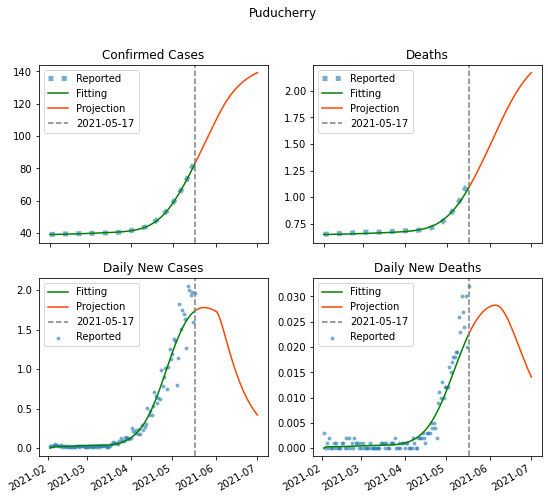 Puducherry
Confirmed Cases
140
120
100
80
60
40
Reported
Fitting
Projection
2021-05-17
Deaths
2.00
1.75
1.50
1.25
1.00
0.75
Reported
Fitting
Projection
2021-05-17
Daily New Cases
2.0
1.5
1.0
0.5
0.0
Fitting
Projection
2021-05-17
Reported
2021-02
2021-03
2021-04
2021-05
2021-06
2021-07
Daily New Deaths
0.030
0.025
0.020
0.015
0.010
0.005
0.000
Fitting
Projection
2021-05-17
Reported
2021-02
2021-03
2021-04
2021-05
2021-06
2021-07